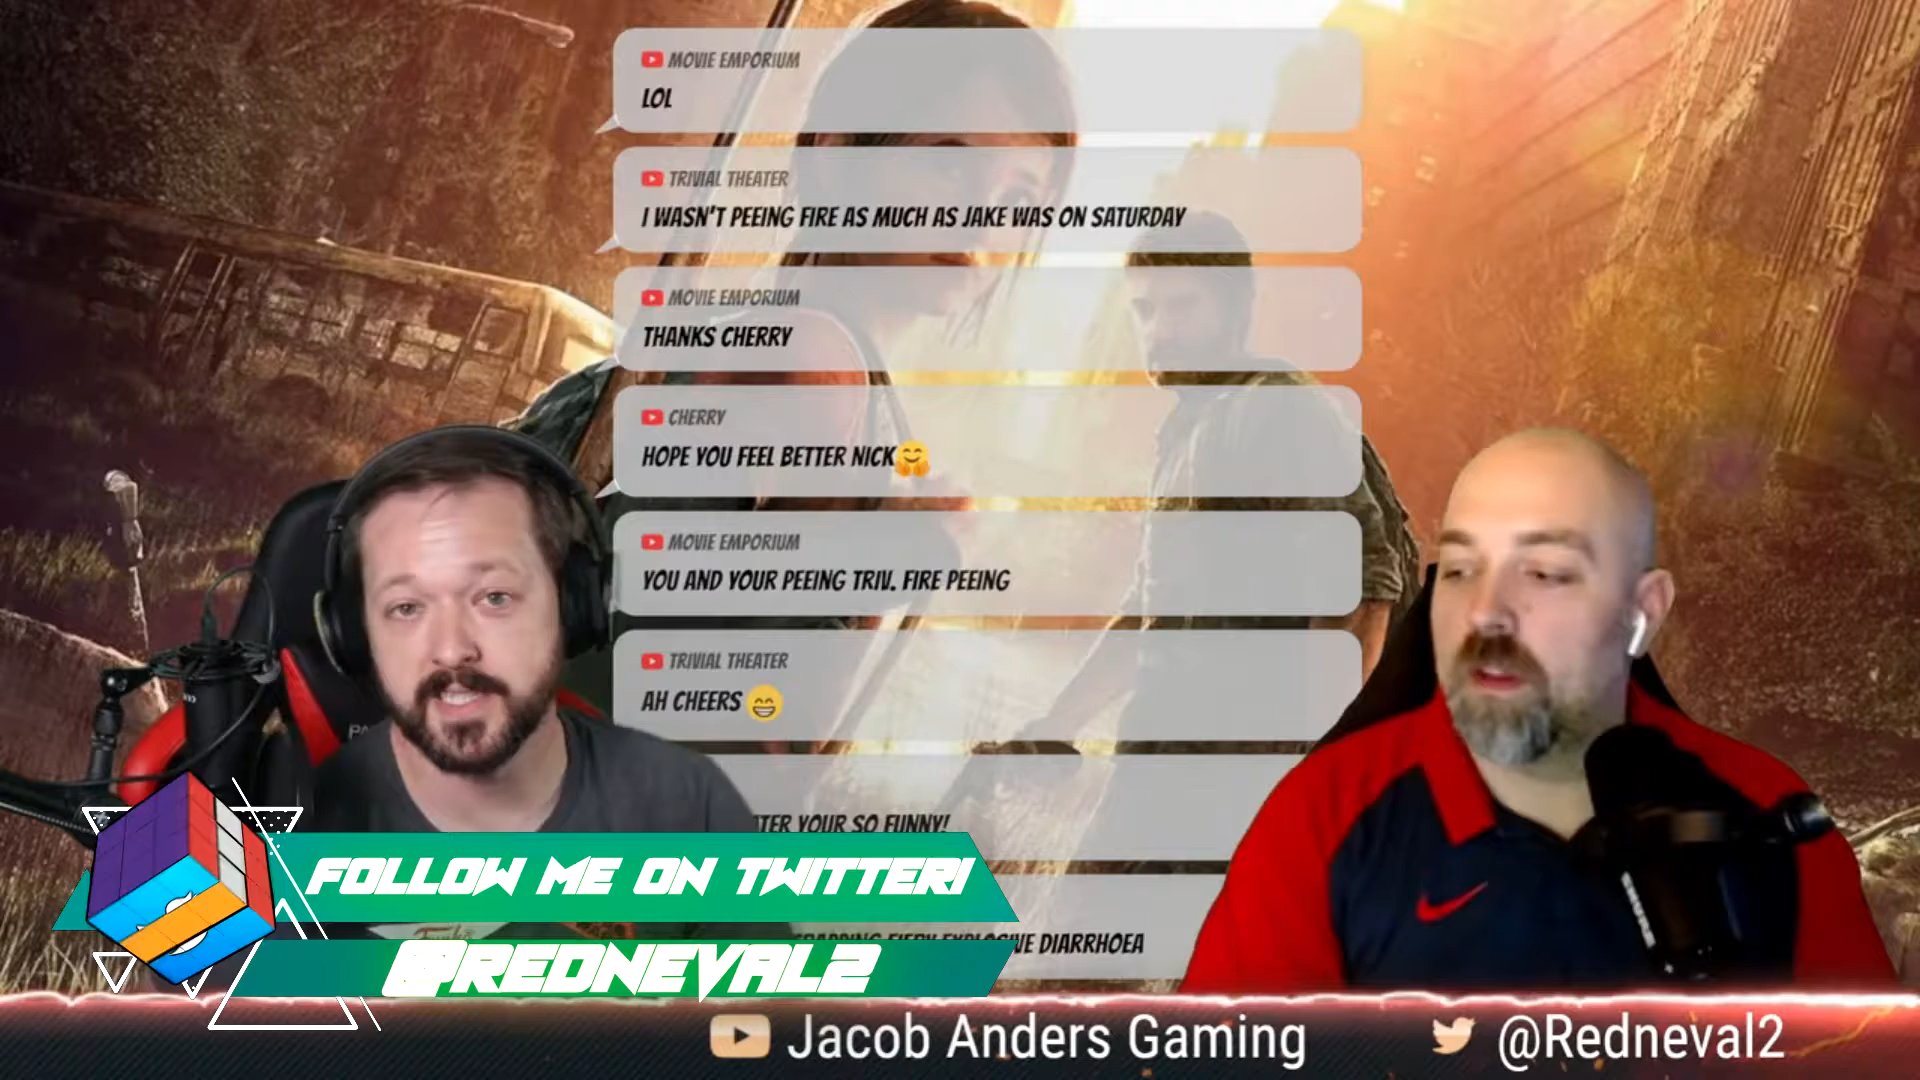 MOVIE EMPORIUM
LOL
TRIVIAL THEATER
I WASN'T PEEING FIRE AS MUCH AS JAKE WAS ON SATURDAY
MOVIE EMPORIUM
THANKS CHERRY
CHERRY
HOPE YOU FEEL BETTER NICK🤗
MOVIE EMPORIUM
YOU AND YOUR PEEING TRIV. FIRE PEEING
TRIVIAL THEATER
AH CHEERS 😄
YOUR SO FUNNY!
DIARRHOEA
FOLLOW ME ON TWITTER!
@REDNEVAL2
Jacob Anders Gaming
@Redneval2